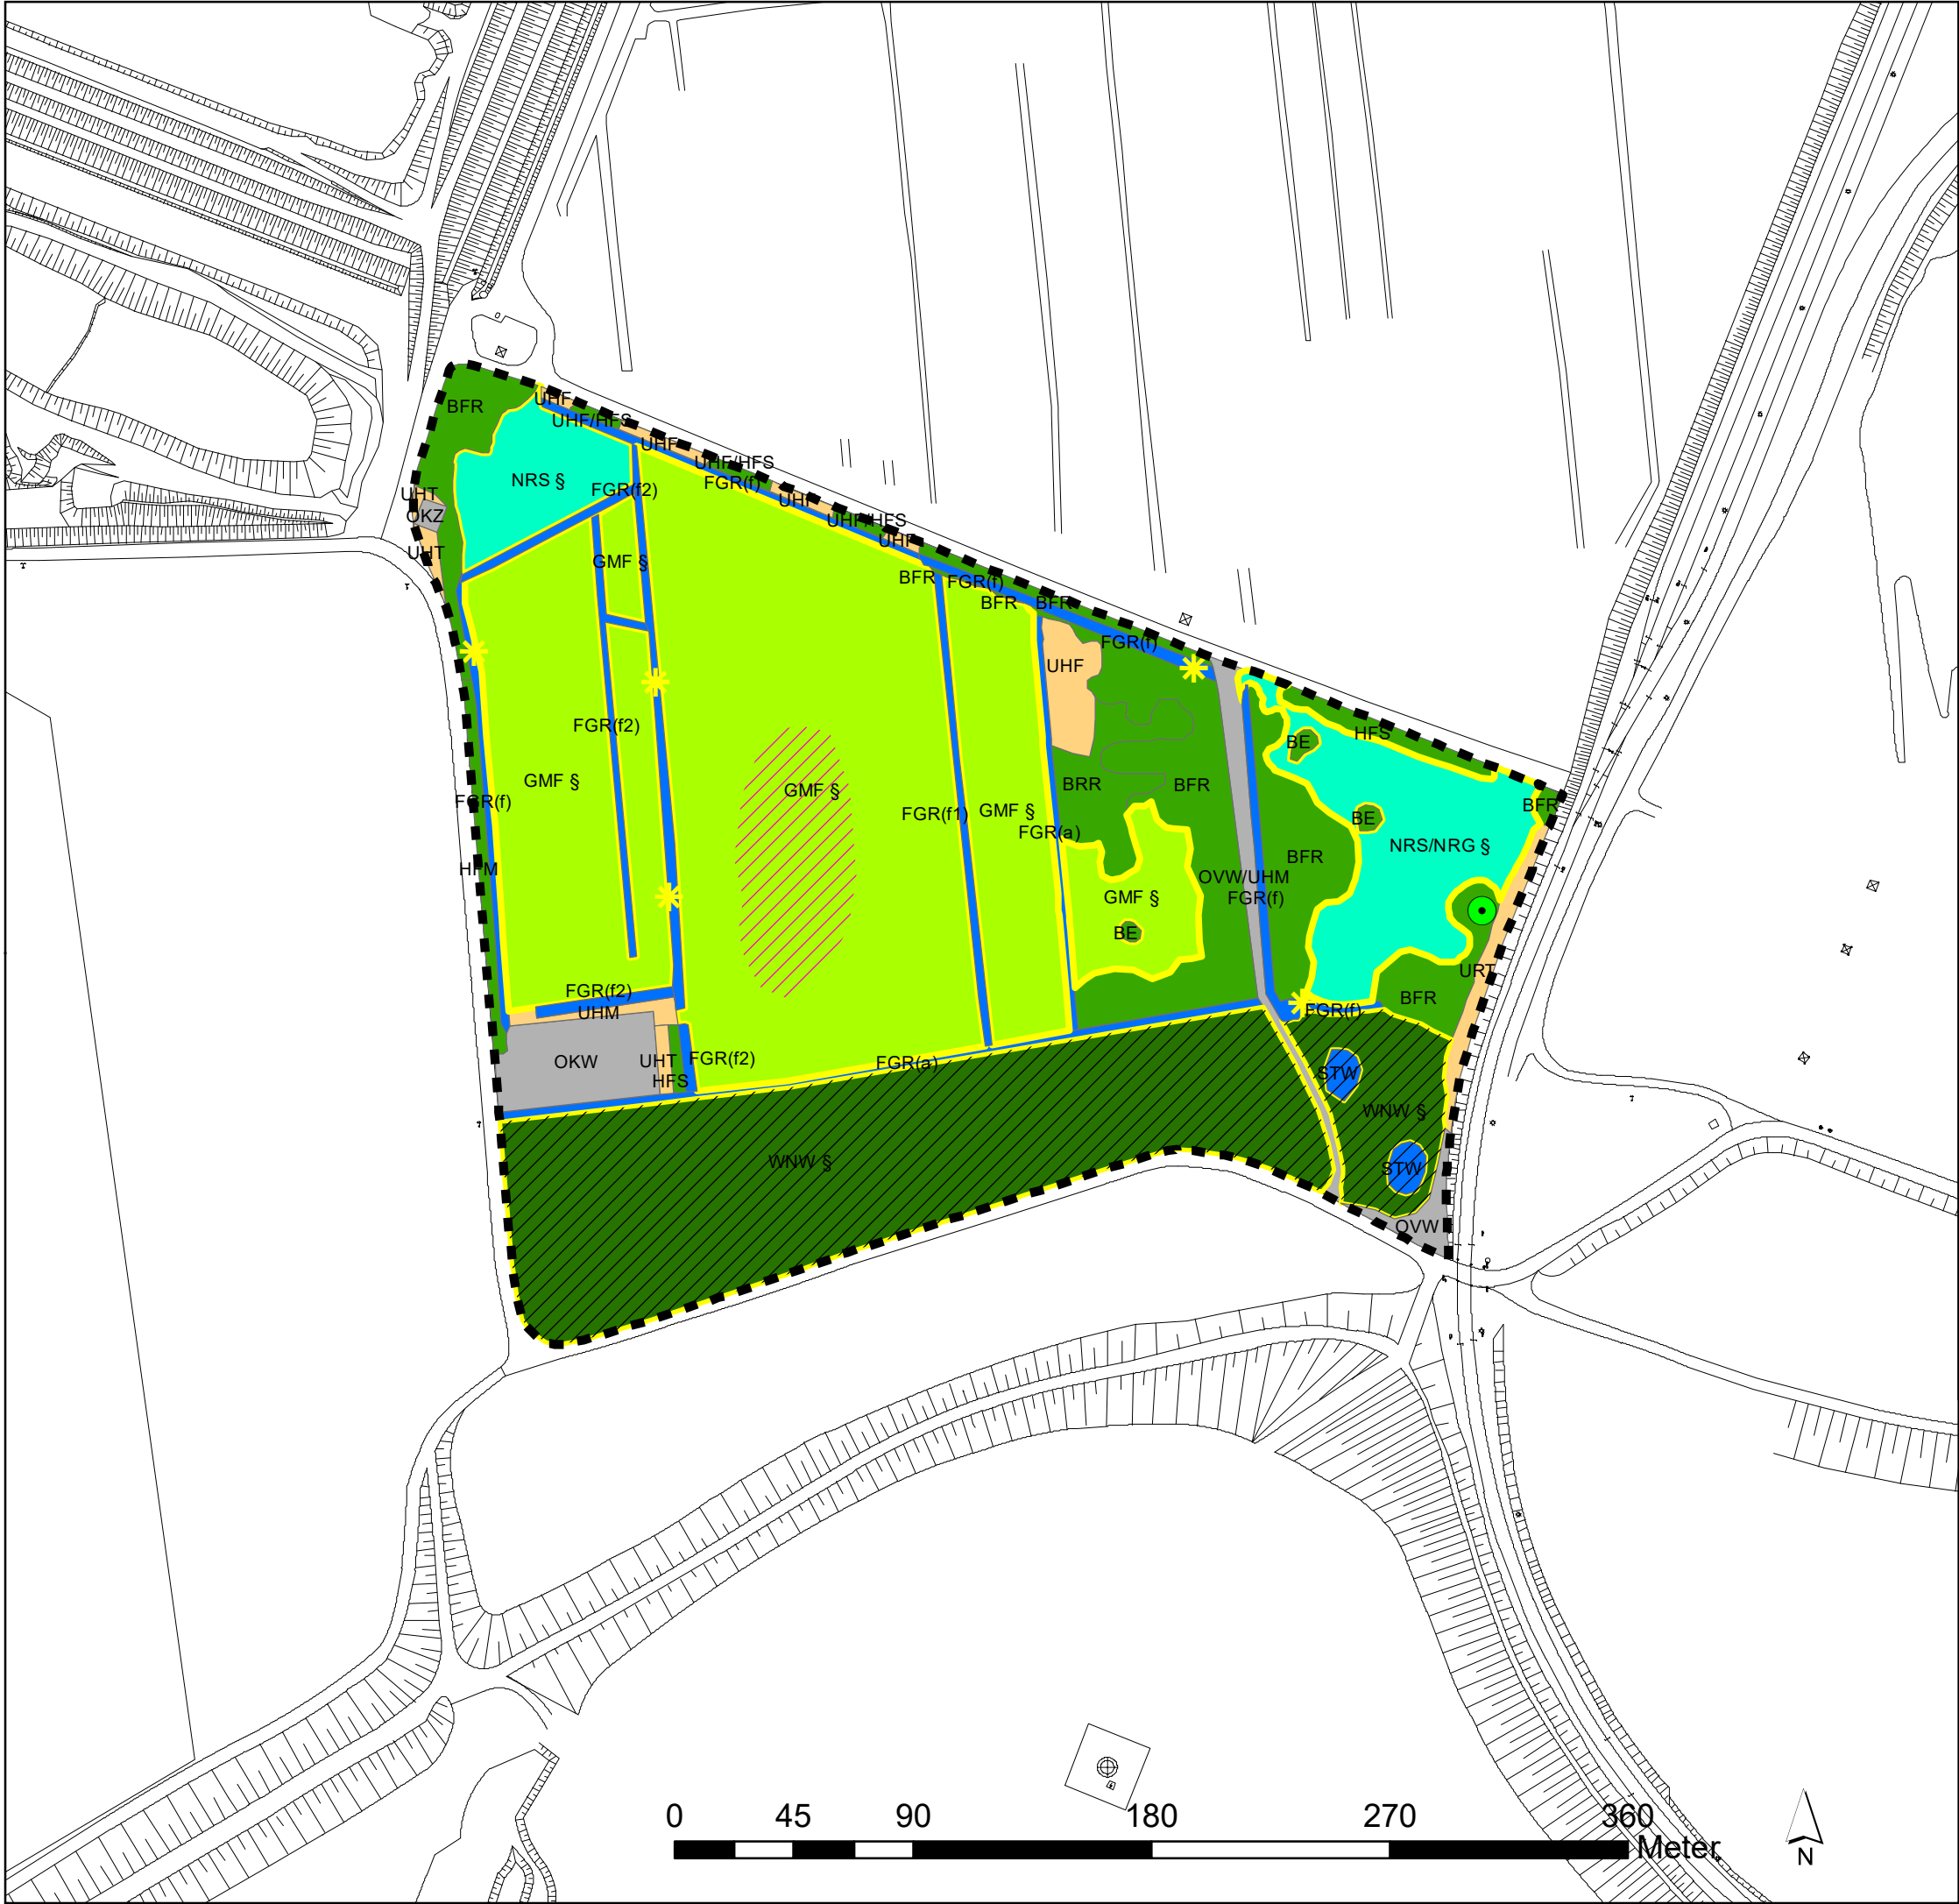 BFR
UHF
UHF/HFS
UHF
UHF/HFS
NRS §
FGR(f2)
FGR(f)
UHT
UHF
OKZ
UHF/HFS
UHF
UHT
GMF §
BFR
FGR(f)
BFR
BFR
FGR(f)
UHF
FGR(f2)
HFS
BE
GMF §
GMF §
BRR
BFR
FGR(f)
FGR(f1)
GMF §
BE
BFR
FGR(a)
NRS/NRG §
BFR
HFM
OVW/UHM
FGR(f)
GMF §
BE
URT
FGR(f2)
BFR
UHM
FGR(f)
OKW
UHT
FGR(f2)
FGR(a)
HFS
STW
WNW §
WNW §
STW
OVW
0 45 90 180 270 360
Meter
N